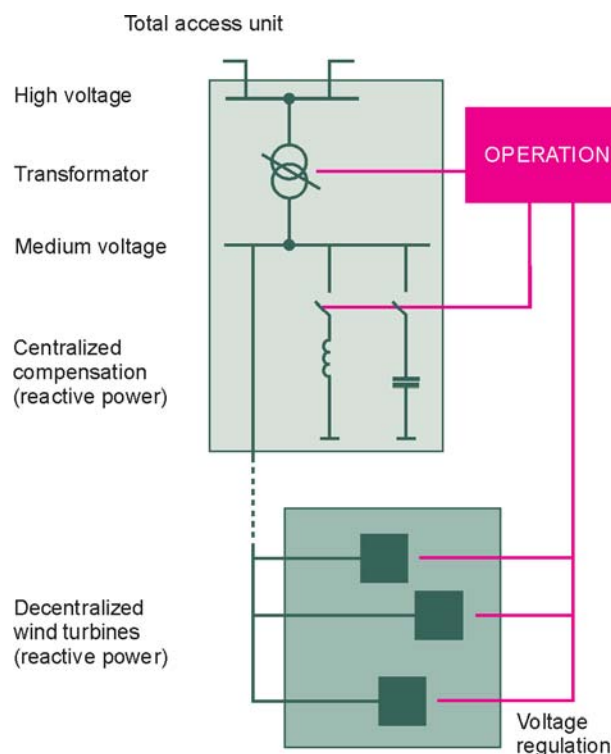 Total access unit
High voltage
OPERATION
Transformator
Medium voltage
Centralized
compensation
(reactive power)
Decentralized
wind turbines
(reactive power)
Voltage
regulation